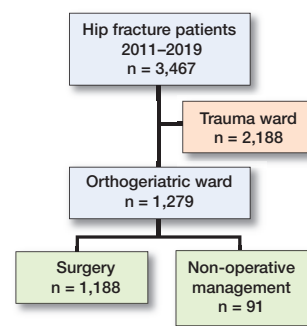 Hip fracture patients
2011–2019
n = 3,467
Trauma ward
n = 2,188
Orthogeriatric ward
n = 1,279
Surgery
n = 1,188
Non-operative
management
n = 91